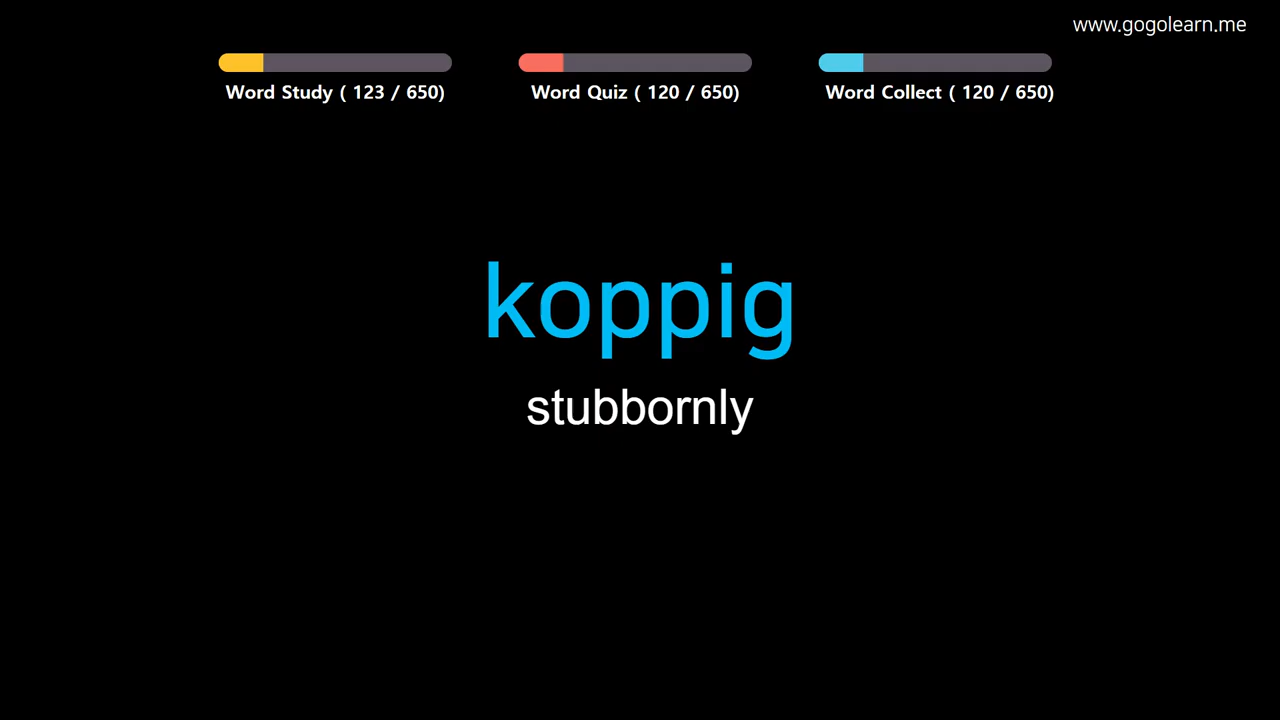 www.gogolearn.me
Word Study ( 123 / 650)
Word Quiz ( 120 / 650)
Word Collect ( 120 / 650)
koppig
stubbornly